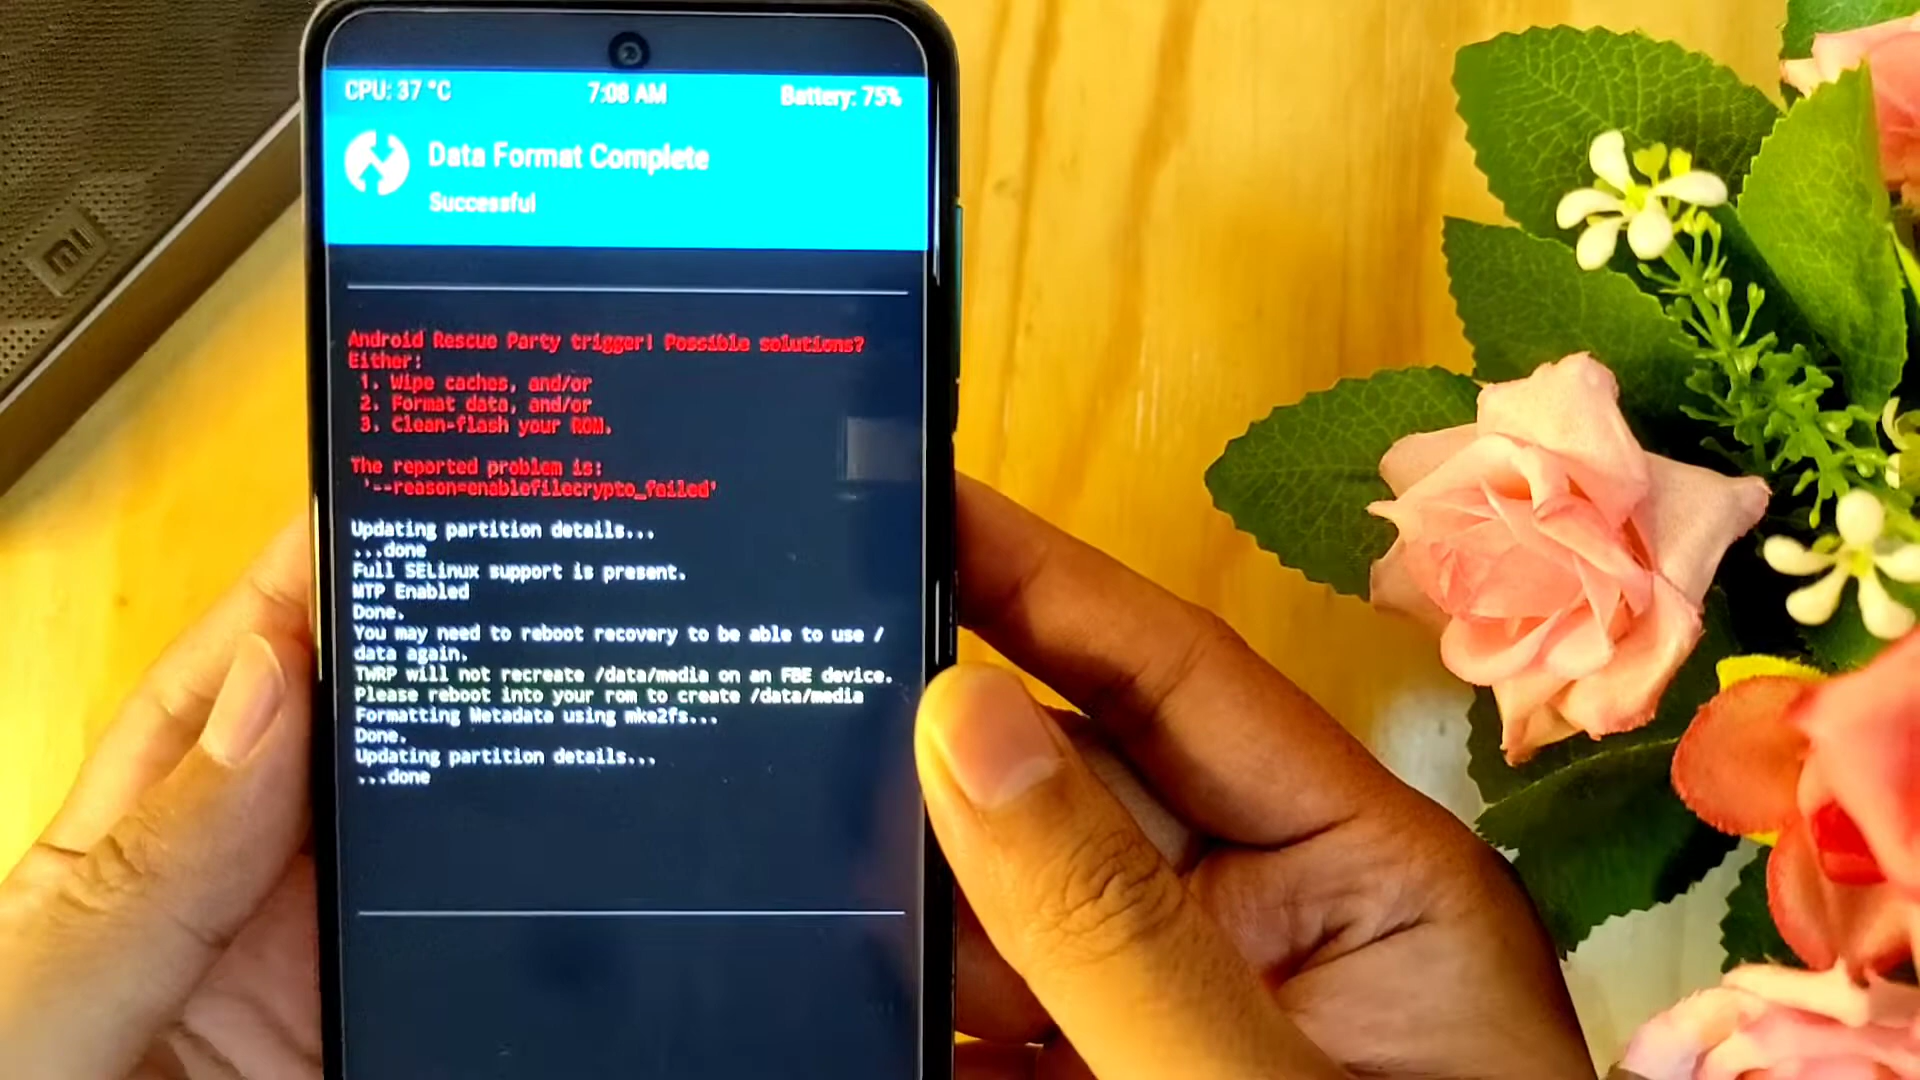 mi
CPU: 37 °C
7:08 AM
Battery: 75%
Data Format Complete
Successful
Android Rescue Party trigger! Possible solutions?
Either:
1. Wipe caches, and/or
2. Format data, and/or
3. Clean-flash your ROM.
The reported problem is:
'--reason=enablefilecrypto_failed'
Updating partition details...
...done
Full SELinux support is present.
MTP Enabled
Done.
You may need to reboot recovery to be able to use /
data again.
TWRP will not recreate /data/media on an FBE device.
Please reboot into your rom to create /data/media
Formatting Metadata using mke2fs...
Done.
Updating partition details...
...done